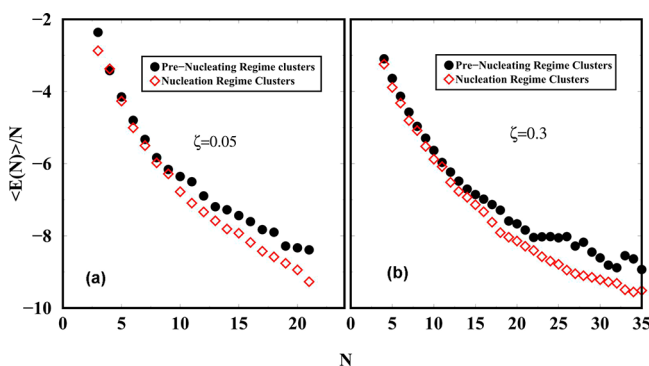 −2
−4
−6
−8
−10
<E(N)>/N
Pre−Nucleating Regime clusters
Nucleation Regime Clusters
ζ=0.05
(a)
0 5 10 15 20
Pre−Nucleating Regime clusters
Nucleation Regime Clusters
ζ=0.3
(b)
0 5 10 15 20 25 30 35
N